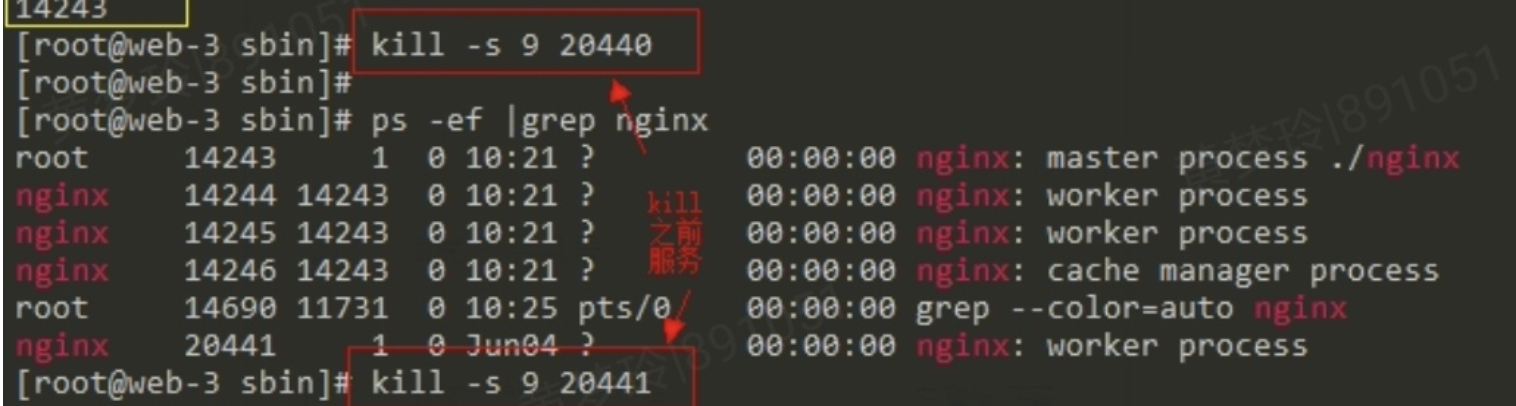 14243
[root@web-3 sbin]# kill -s 9 20440
[root@web-3 sbin]#
[root@web-3 sbin]# ps -ef |grep nginx
root 14243 1 0 10:21 ? 00:00:00 nginx: master process ./nginx
nginx 14244 14243 0 10:21 ? 00:00:00 nginx: worker process
nginx 14245 14243 0 10:21 ? 00:00:00 nginx: worker process
nginx 14246 14243 0 10:21 ? 00:00:00 nginx: cache manager process
root 14690 11731 0 10:25 pts/0 00:00:00 grep --color=auto nginx
nginx 20441 1 0 Jun04 ? 00:00:00 nginx: worker process
[root@web-3 sbin]# kill -s 9 20441
kill
之前
服务
黄梦玲|891051